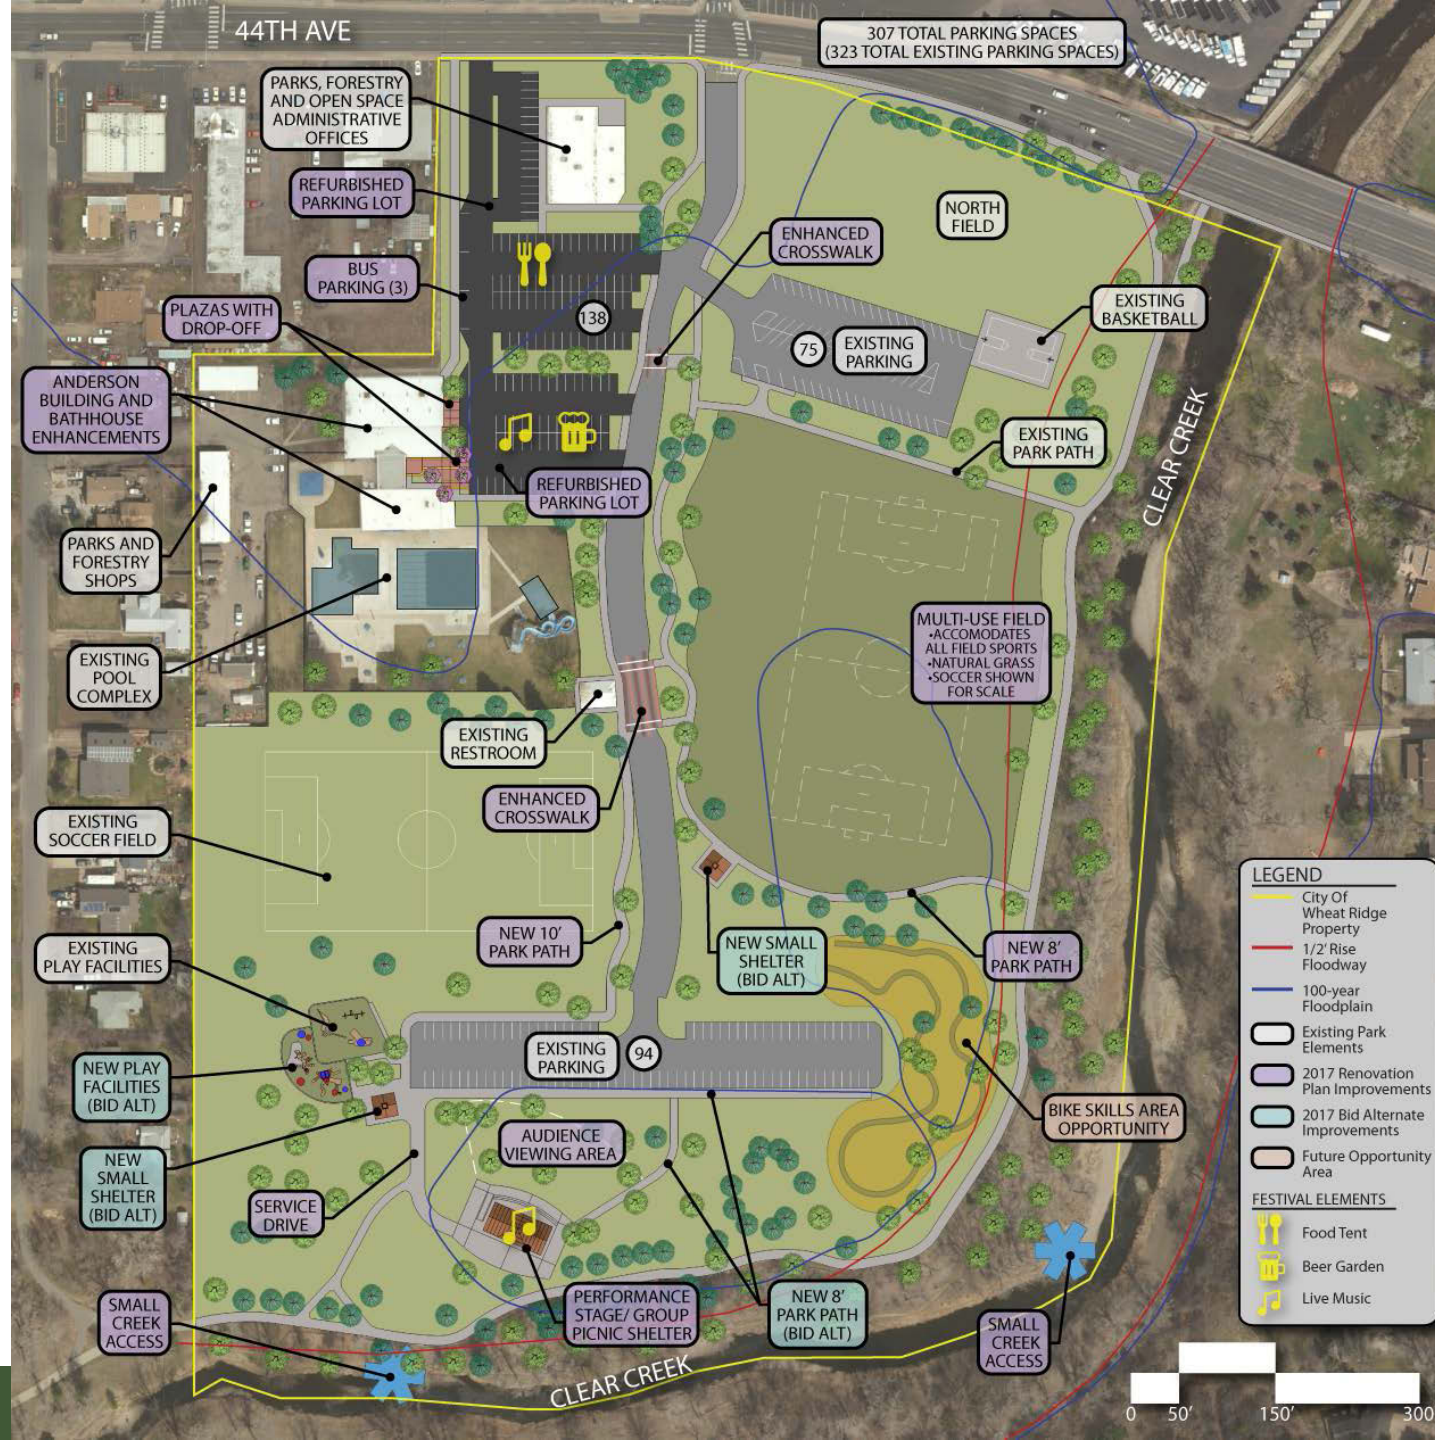 44TH AVE
307 TOTAL PARKING SPACES
(323 TOTAL EXISTING PARKING SPACES)
PARKS, FORESTRY
AND OPEN SPACE
ADMINISTRATIVE
OFFICES
REFURBISHED
PARKING LOT
NORTH
FIELD
ENHANCED
CROSSWALK
BUS
PARKING (3)
PLAZAS WITH
DROP-OFF
138
EXISTING
BASKETBALL
75
EXISTING
PARKING
ANDERSON
BUILDING AND
BATHHOUSE
ENHANCEMENTS
EXISTING
PARK PATH
CLEAR CREEK
REFURBISHED
PARKING LOT
PARKS AND
FORESTRY
SHOPS
MULTI-USE FIELD
•ACCOMODATES
ALL FIELD SPORTS
•NATURAL GRASS
•SOCCER SHOWN
FOR SCALE
EXISTING
POOL
COMPLEX
EXISTING
RESTROOM
ENHANCED
CROSSWALK
EXISTING
SOCCER FIELD
NEW 10'
PARK PATH
EXISTING
PLAY FACILITIES
NEW SMALL
SHELTER
(BID ALT)
NEW 8'
PARK PATH
EXISTING
PARKING
94
NEW PLAY
FACILITIES
(BID ALT)
BIKE SKILLS AREA
OPPORTUNITY
AUDIENCE
VIEWING AREA
NEW
SMALL
SHELTER
(BID ALT)
SERVICE
DRIVE
SMALL
CREEK
ACCESS
PERFORMANCE
STAGE/ GROUP
PICNIC SHELTER
NEW 8'
PARK PATH
(BID ALT)
SMALL
CREEK
ACCESS
CLEAR CREEK
LEGEND
City Of
Wheat Ridge
Property
1/2' Rise
Floodway
100-year
Floodplain
Existing Park
Elements
2017 Renovation
Plan Improvements
2017 Bid Alternate
Improvements
Future Opportunity
Area
FESTIVAL ELEMENTS
Food Tent
Beer Garden
Live Music
0 50' 150' 300